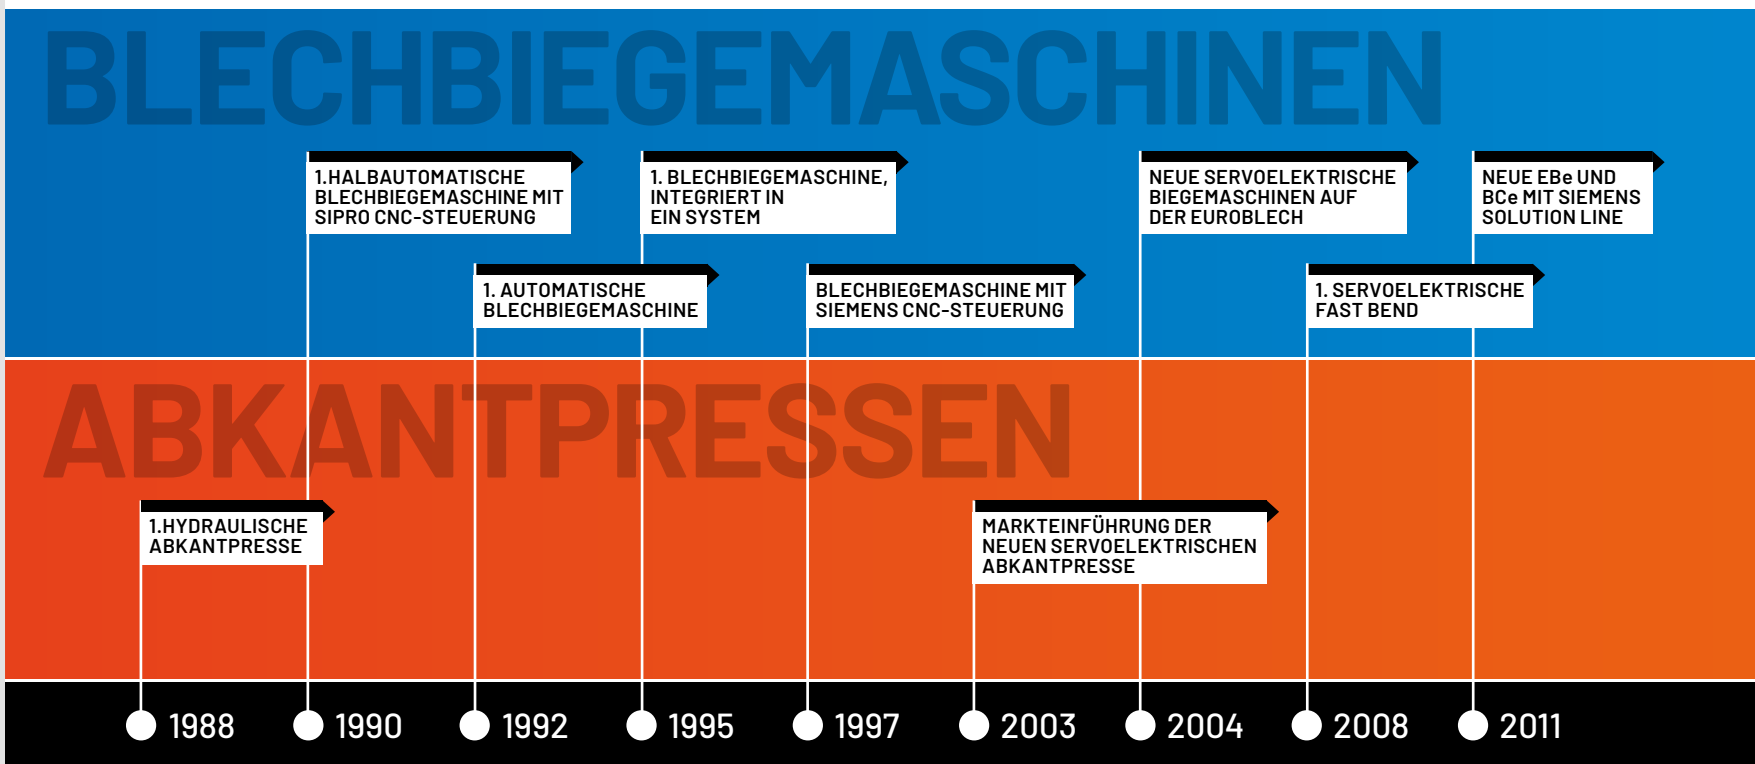 BLECHBIEGEMASCHINEN
1.HALBAUTOMATISCHE
BLECHBIEGEMASCHINE MIT
SIPRO CNC-STEUERUNG
1. BLECHBIEGEMASCHINE,
INTEGRIERT IN
EIN SYSTEM
NEUE SERVOELEKTRISCHE
BIEGEMASCHINEN AUF
DER EUROBLECH
NEUE EBe UND
BCe MIT SIEMENS
SOLUTION LINE
1. AUTOMATISCHE
BLECHBIEGEMASCHINE
BLECHBIEGEMASCHINE MIT
SIEMENS CNC-STEUERUNG
1. SERVOELEKTRISCHE
FAST BEND
ABKANTPRESSEN
1.HYDRAULISCHE
ABKANTPRESSE
MARKTEINFÜHRUNG DER
NEUEN SERVOELEKTRISCHEN
ABKANTPRESSE
1988 1990 1992 1995 1997 2003 2004 2008 2011